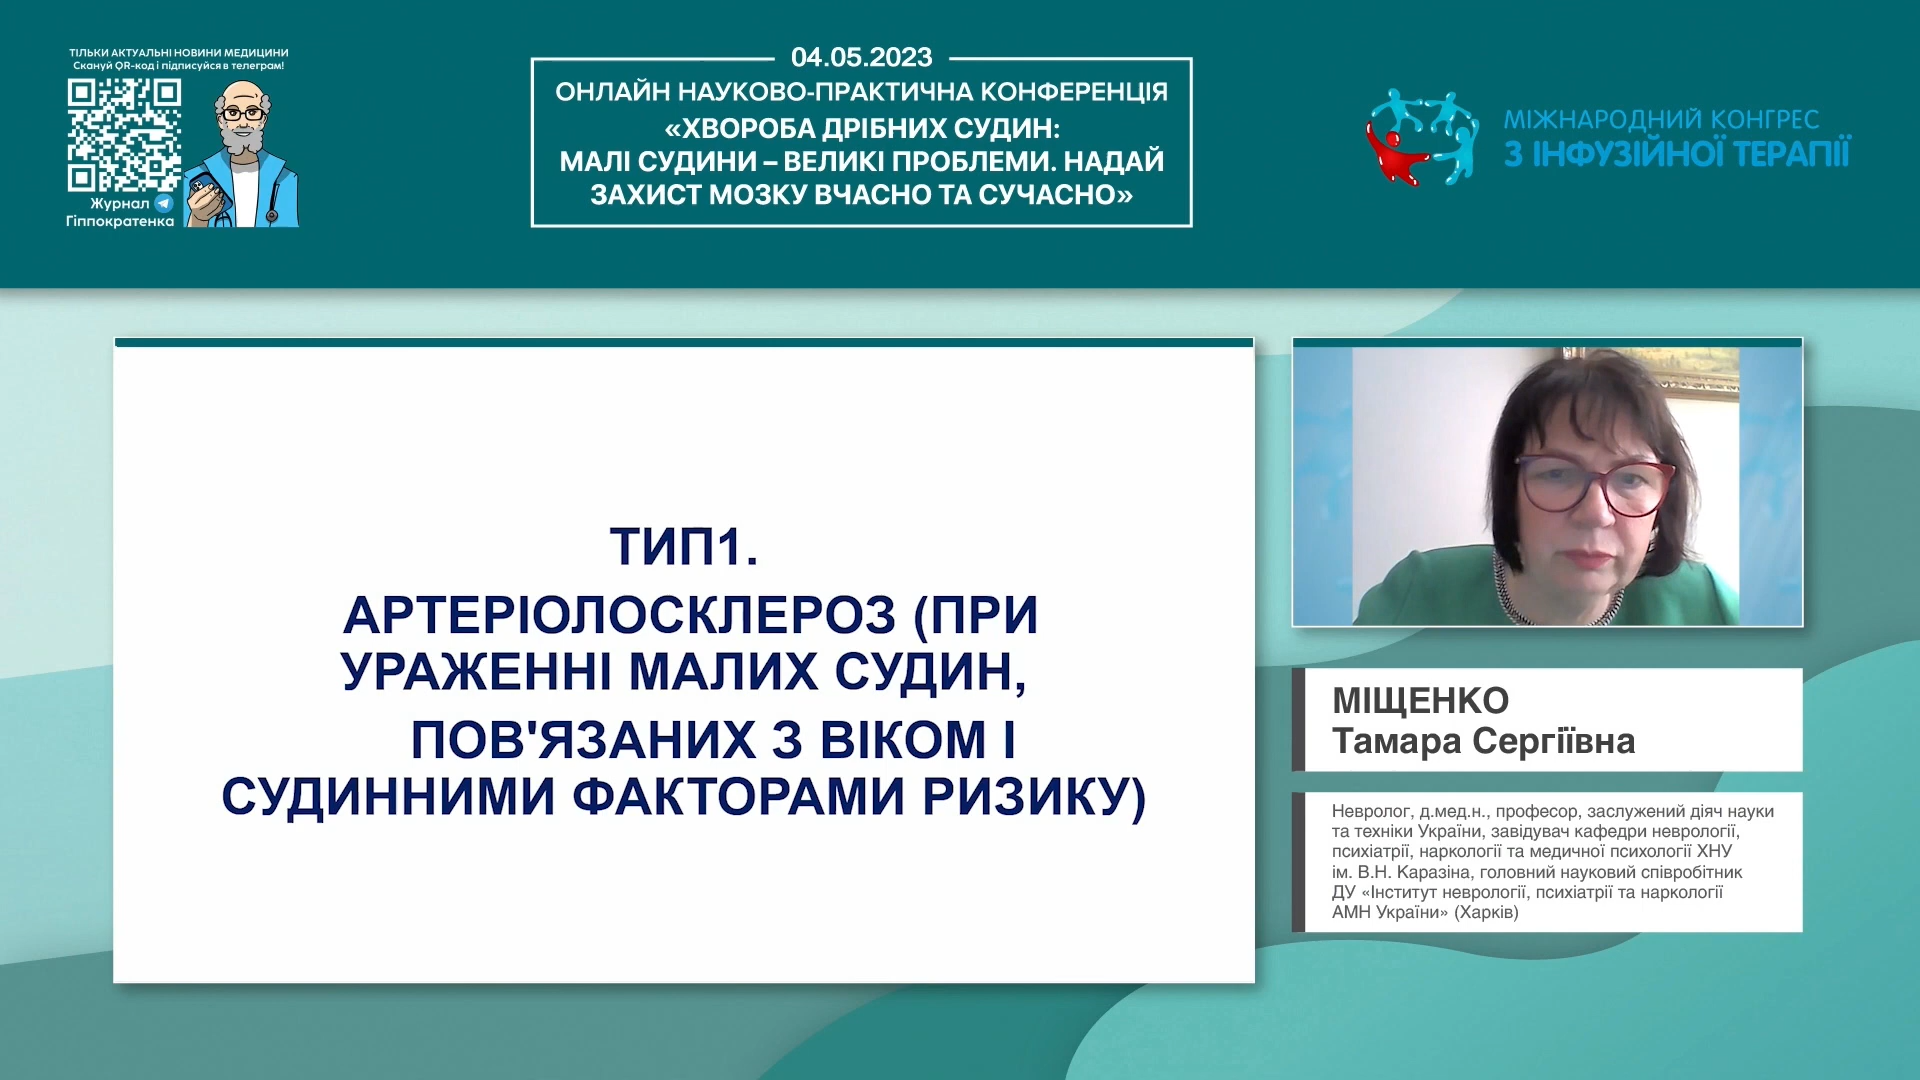 ТІЛЬКИ АКТУАЛЬНІ НОВИНИ МЕДИЦИНИ
Скануй QR-код і підписуйся в телеграм!
Журнал
Гіппократенка
04.05.2023
ОНЛАЙН НАУКОВО-ПРАКТИЧНА КОНФЕРЕНЦІЯ
«ХВОРОБА ДРІБНИХ СУДИН:
МАЛІ СУДИНИ – ВЕЛИКІ ПРОБЛЕМИ. НАДАЙ
ЗАХИСТ МОЗКУ ВЧАСНО ТА СУЧАСНО»
МІЖНАРОДНИЙ КОНГРЕС
З ІНФУЗІЙНОЇ ТЕРАПІЇ
ТИП1.
АРТЕРІОЛОСКЛЕРОЗ (ПРИ
УРАЖЕННІ МАЛИХ СУДИН,
ПОВ'ЯЗАНИХ З ВІКОМ І
СУДИННИМИ ФАКТОРАМИ РИЗИКУ)
МІЩЕНКО
Тамара Сергіївна
Невролог, д.мед.н., професор, заслужений діяч науки
та техніки України, завідувач кафедри неврології,
психіатрії, наркології та медичної психології ХНУ
ім. В.Н. Каразіна, головний науковий співробітник
ДУ «Інститут неврології, психіатрії та наркології
АМН України» (Харків)